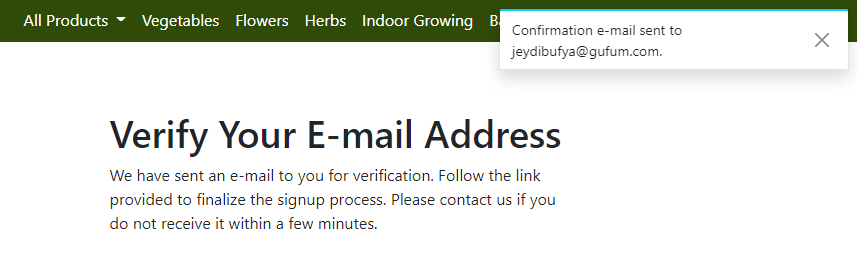 All Products Vegetables Flowers Herbs Indoor Growing
Confirmation e-mail sent to
jeydibufya@gufum.com.
Verify Your E-mail Address
We have sent an e-mail to you for verification. Follow the link
provided to finalize the signup process. Please contact us if you
do not receive it within a few minutes.